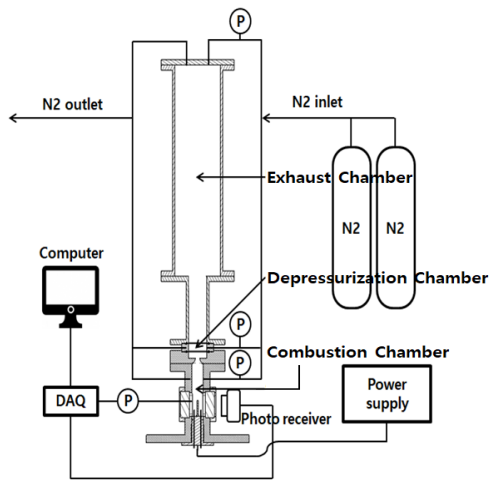 P
N2 outlet
N2 inlet
Exhaust Chamber
N2
N2
Computer
Depressurization Chamber
P
Combustion Chamber
P
Power
supply
DAQ
P
Photo receiver